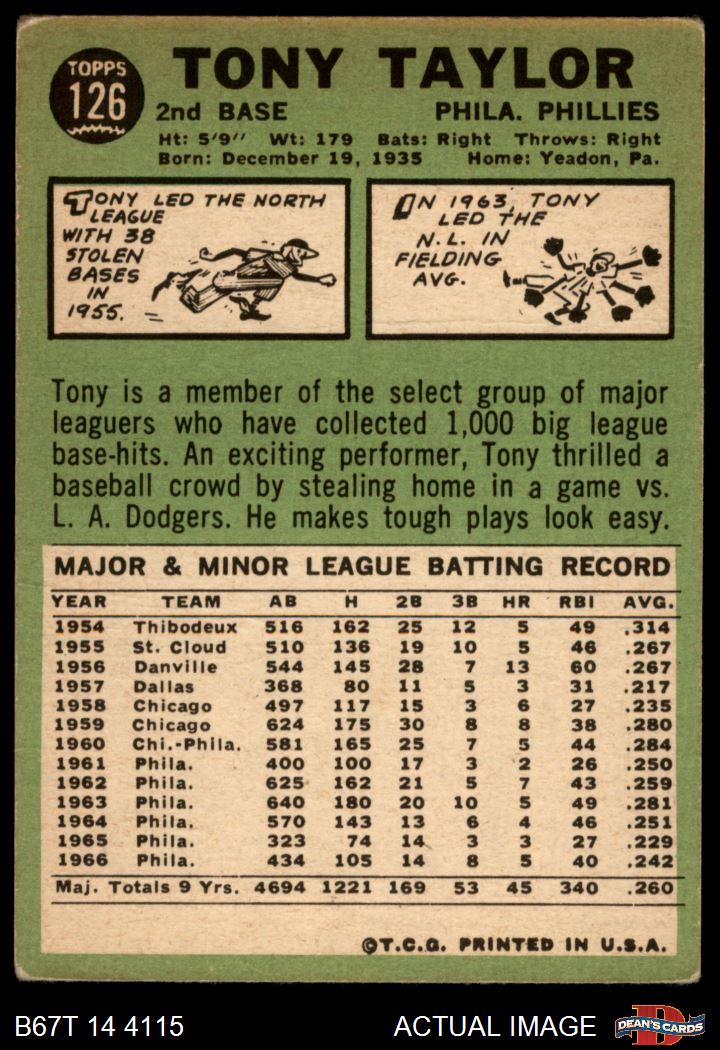 TOPPS
126
TONY TAYLOR
2nd BASE PHILA. PHILLIES
Ht: 5'9" Wt: 179 Bats: Right Throws: Right
Born: December 19, 1935 Home: Yeadon, Pa.
TONY LED THE NORTH
LEAGUE
WITH 38
STOLEN
BASES
IN
1955.
IN 1963, TONY
LED THE
N.L. IN
FIELDING
AVG.
Tony is a member of the select group of major
leaguers who have collected 1,000 big league
base-hits. An exciting performer, Tony thrilled a
baseball crowd by stealing home in a game vs.
L. A. Dodgers. He makes tough plays look easy.
MAJOR & MINOR LEAGUE BATTING RECORD
YEAR TEAM AB H 2B 3B HR RBI AVG.
1954 Thibodeux 516 162 25 12 5 49 .314
1955 St. Cloud 510 136 19 10 5 46 .267
1956 Danville 544 145 28 7 13 60 .267
1957 Dallas 368 80 11 5 3 31 .217
1958 Chicago 497 117 15 3 6 27 .235
1959 Chicago 624 175 30 8 8 38 .280
1960 Chi.-Phila. 581 165 25 7 5 44 .284
1961 Phila. 400 100 17 3 2 26 .250
1962 Phila. 625 162 21 5 7 43 .259
1963 Phila. 640 180 20 10 5 49 .281
1964 Phila. 570 143 13 6 4 46 .251
1965 Phila. 323 74 14 3 3 27 .229
1966 Phila. 434 105 14 8 5 40 .242
Maj. Totals 9 Yrs. 4694 1221 169 53 45 340 .260
©T.C.G. PRINTED IN U.S.A.
B67T 14 4115 ACTUAL IMAGE
D
DEAN'S CARDS